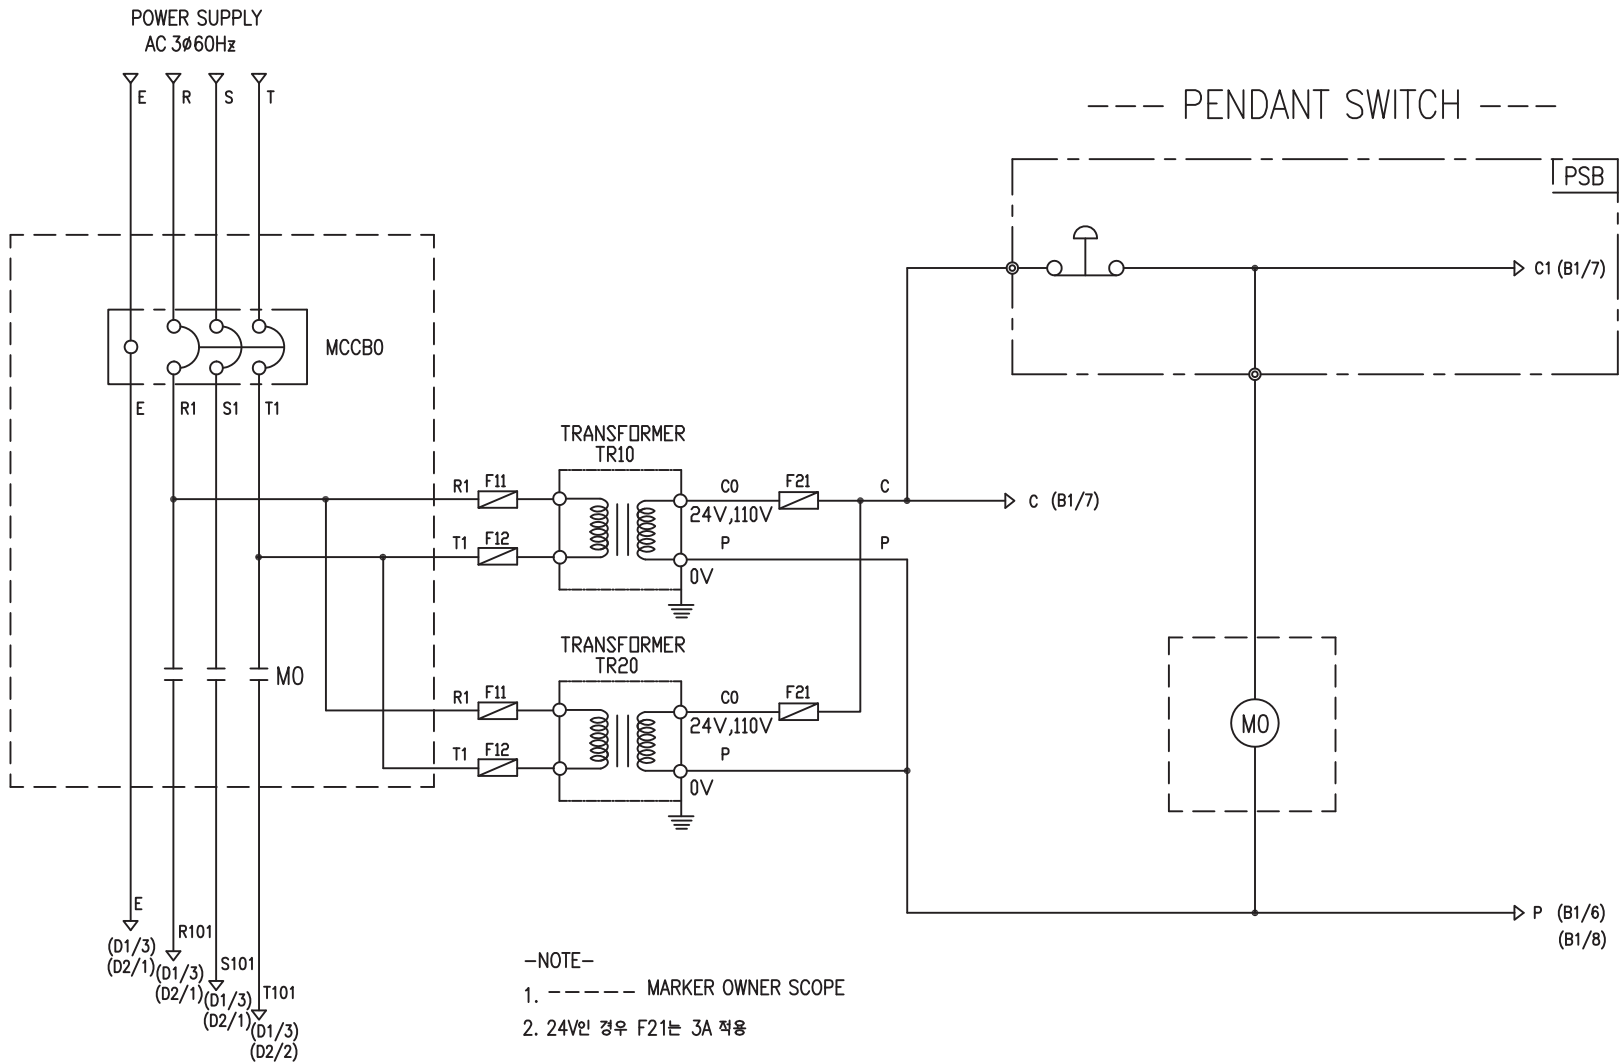 POWER SUPPLY
AC 3ø60Hz
E R S T
--- PENDANT SWITCH ---
PSB
C1 (B1/7)
MCCB0
E R1 S1 T1
TRANSFORMER
TR10
R1 F11
C0 F21 C
24V,110V
C (B1/7)
T1 F12
P P
0V
TRANSFORMER
TR20
M0
R1 F11
C0 F21
24V,110V
M0
T1 F12
P
0V
E
P (B1/6)
(B1/8)
R101
(D1/3)
(D2/1)
S101
(D1/3)
(D2/1)
T101
(D1/3)
(D2/1)
(D1/3)
(D2/2)
-NOTE-
1. ------ MARKER OWNER SCOPE
2. 24V인 경우 F21는 3A 적용